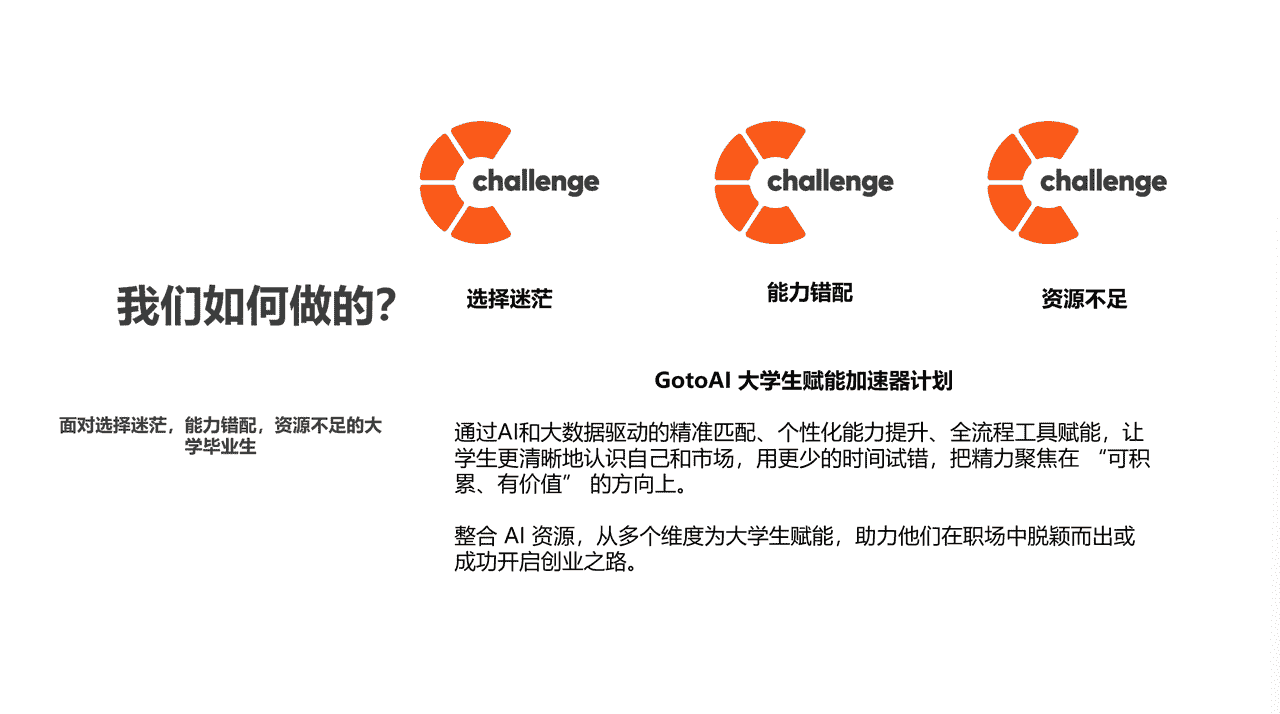 challenge
challenge
challenge
选择迷茫
能力错配
资源不足
我们如何做的?
面对选择迷茫，能力错配，资源不足的大
学毕业生
GotoAI 大学生赋能加速器计划
通过AI和大数据驱动的精准匹配、个性化能力提升、全流程工具赋能，让
学生更清晰地认识自己和市场，用更少的时间试错，把精力聚焦在 “可积
累、有价值” 的方向上。
整合 AI 资源，从多个维度为大学生赋能，助力他们在职场中脱颖而出或
成功开启创业之路。